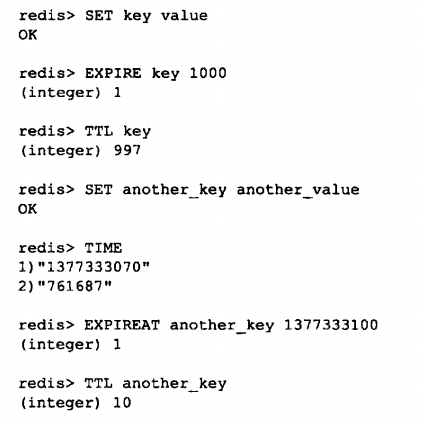 redis> SET key value
OK
redis> EXPIRE key 1000
(integer) 1
redis> TTL key
(integer) 997
redis> SET another_key another_value
OK
redis> TIME
1)"1377333070"
2)"761687"
redis> EXPIREAT another_key 1377333100
(integer) 1
redis> TTL another_key
(integer) 10